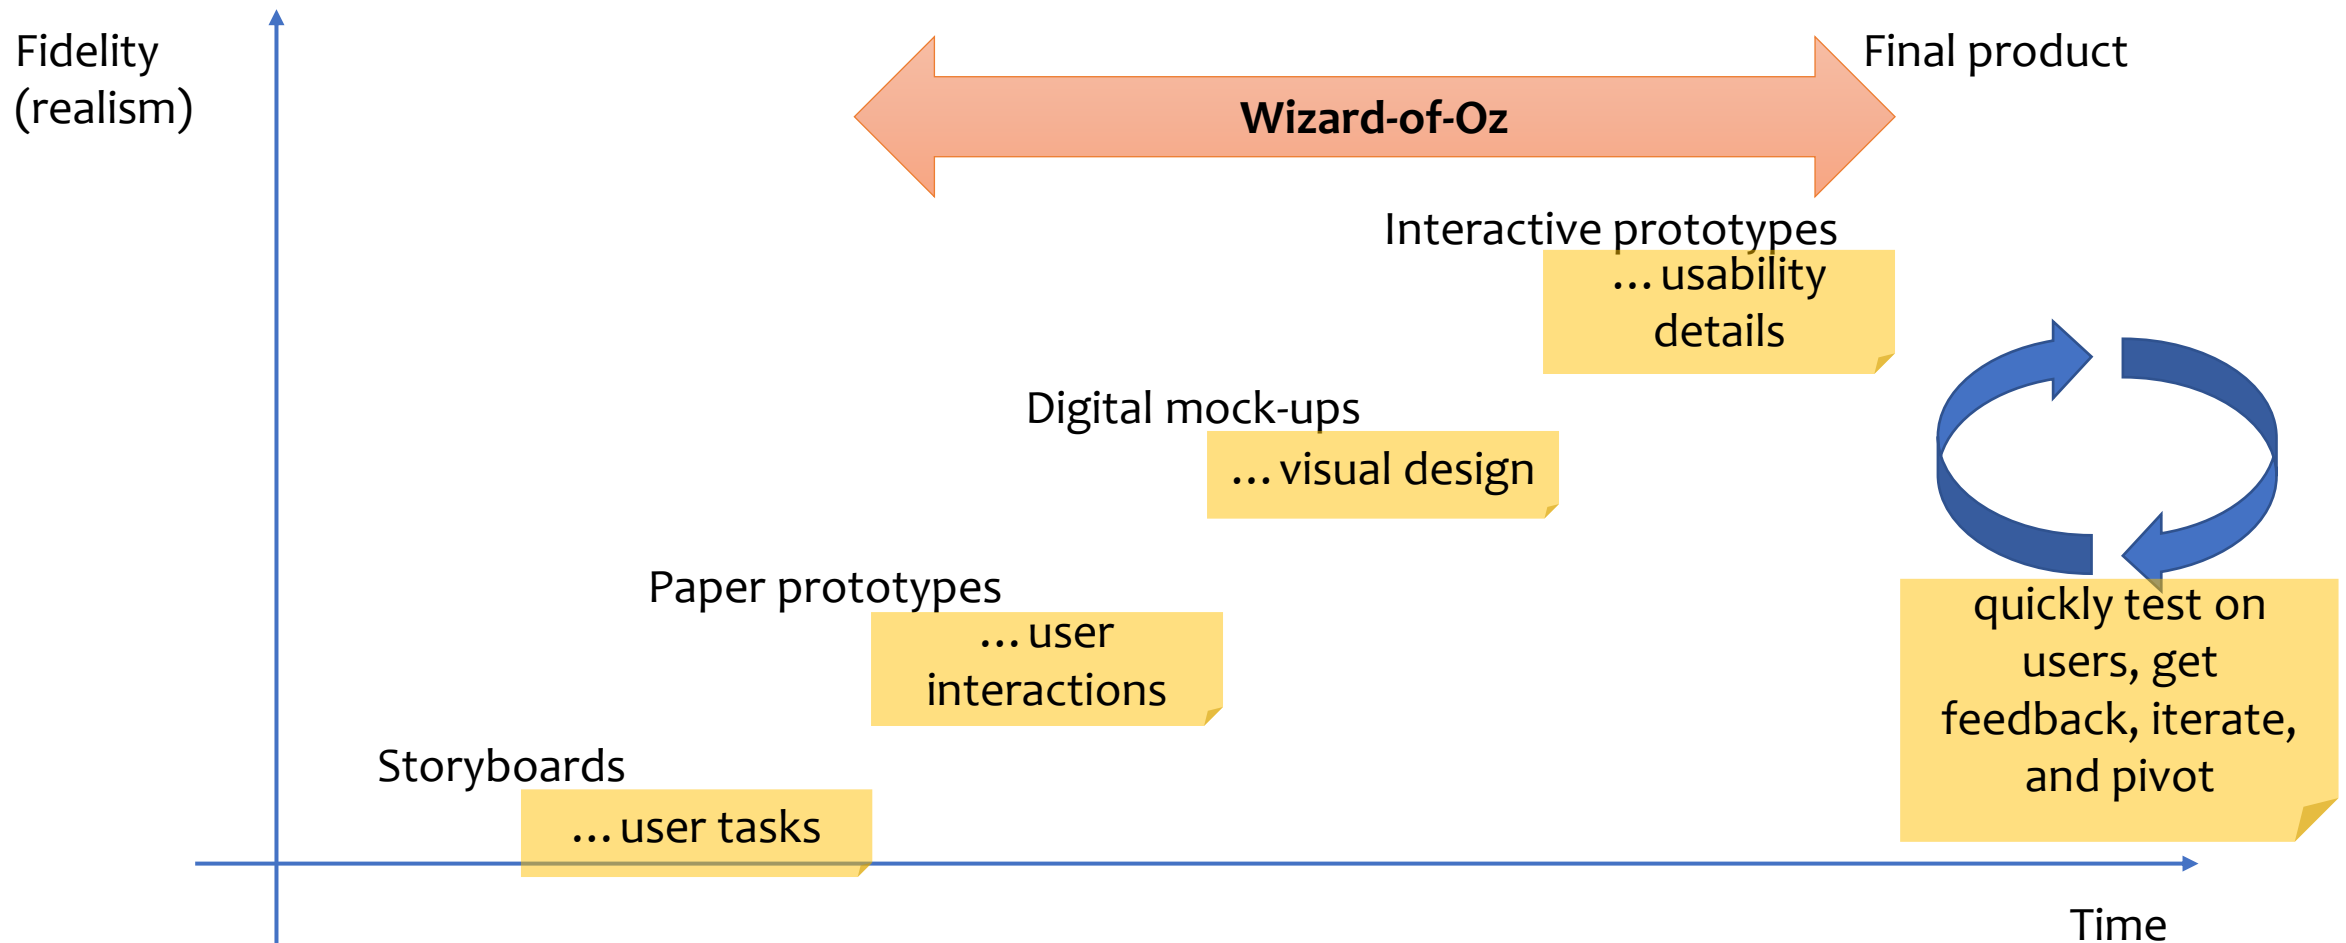 Fidelity
(realism)
Final product
Wizard-of-Oz
Interactive prototypes
... usability
details
Digital mock-ups
... visual design
Paper prototypes
... user
interactions
quickly test on
users, get
feedback, iterate,
and pivot
Storyboards
... user tasks
Time